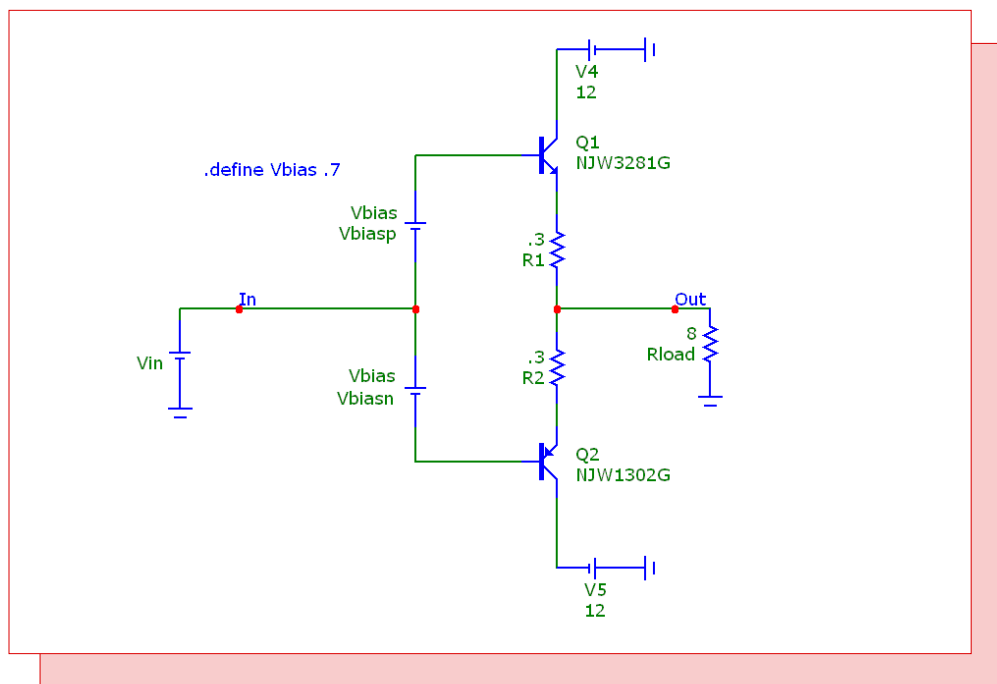 V4
12
Q1
NJW3281G
.define Vbias .7
Vbias
Vbiasp
.3
R1
In
Out
8
Rload
Vin
.3
R2
Vbias
Vbiasn
Q2
NJW1302G
V5
12